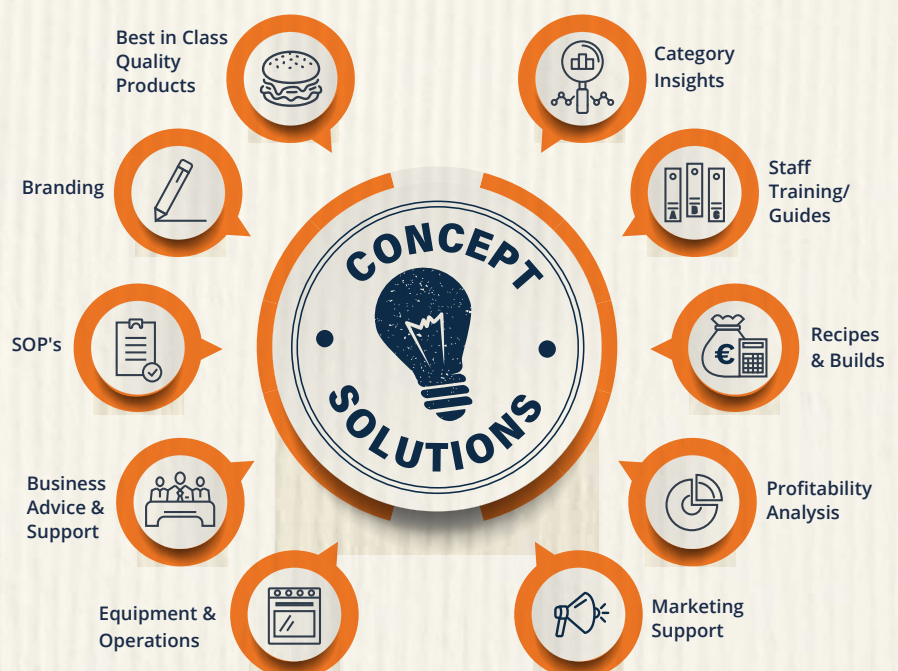 Best in Class
Quality
Products
Category
Insights
Branding
Staff
Training/
Guides
A
D
G
CONCEPT
SOLUTIONS
SOP's
€
Recipes
& Builds
Business
Advice &
Support
Profitability
Analysis
Equipment &
Operations
Marketing
Support